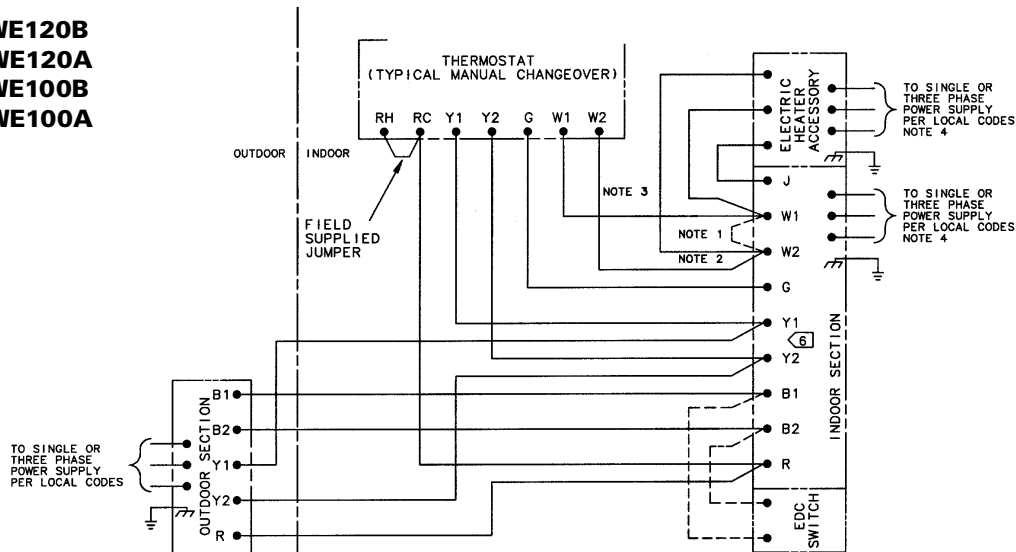 WE120B
WE120A
WE100B
WE100A
THERMOSTAT
(TYPICAL MANUAL CHANGEOVER)
RH RC Y1 Y2 G W1 W2
OUTDOOR INDOOR
FIELD
SUPPLIED
JUMPER
NOTE 3
NOTE 1
NOTE 2
ELECTRIC
HEATER
ACCESSORY
TO SINGLE OR
THREE PHASE
POWER SUPPLY
PER LOCAL CODES
NOTE 4
TO SINGLE OR
THREE PHASE
POWER SUPPLY
PER LOCAL CODES
NOTE 4
J
W1
W2
G
Y1
6
Y2
B1
B2
R
INDOOR SECTION
EDC
SWITCH
TO SINGLE OR
THREE PHASE
POWER SUPPLY
PER LOCAL CODES
OUTDOOR SECTION
B1
B2
Y1
Y2
R